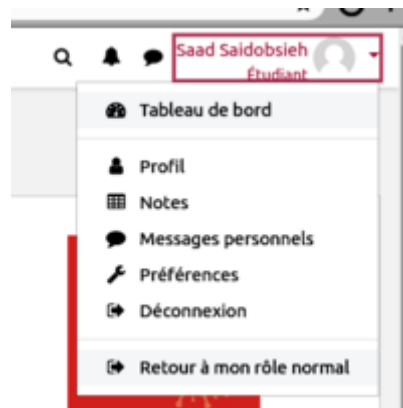 Saad Saidobsieh
Étudiant
Tableau de bord
Profil
Notes
Messages personnels
Préférences
Déconnexion
Retour à mon rôle normal